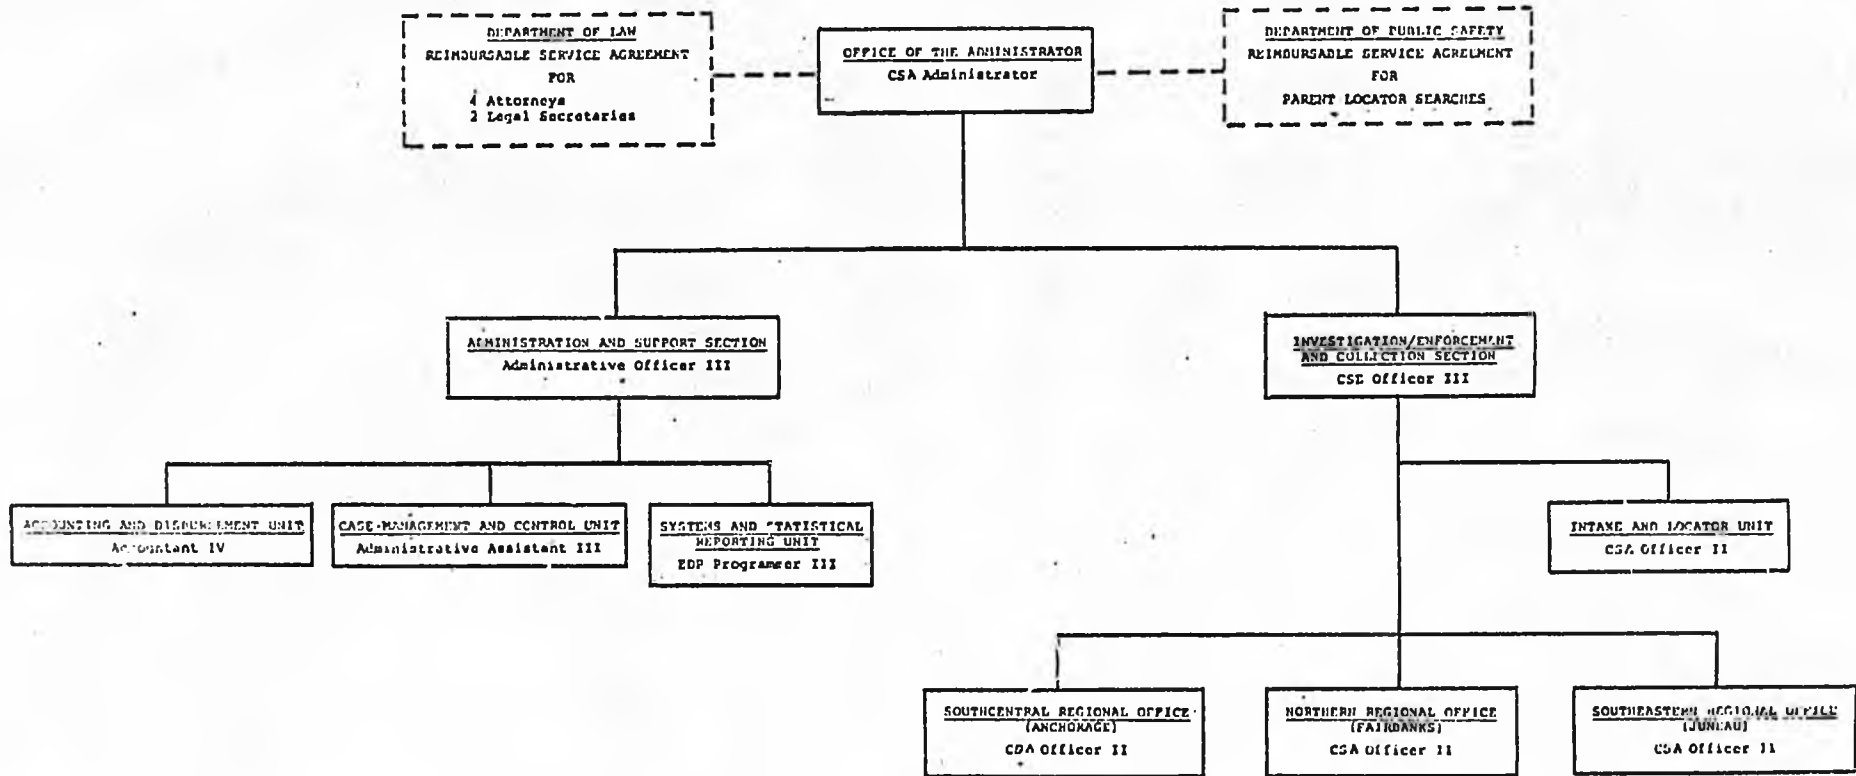 DEPARTMENT OF LAW
REIMBURSABLE SERVICE AGREEMENT
FOR
4 Attorneys
2 Legal Secretaries
OFFICE OF THE ADMINISTRATOR
CSA Administrator
DEPARTMENT OF PUBLIC SAFETY
REIMBURSABLE SERVICE AGREEMENT
FOR
PARENT LOCATOR SEARCHES
ADMINISTRATION AND SUPPORT SECTION
Administrative Officer III
INVESTIGATION/ENFORCEMENT
AND COLLECTION SECTION
CSE Officer III
ACCOUNTING AND DISBURSEMENT UNIT
Accountant IV
CASE-MANAGEMENT AND CONTROL UNIT
Administrative Assistant III
SYSTEMS AND STATISTICAL
REPORTING UNIT
EDP Programmer III
INTAKE AND LOCATOR UNIT
CSA Officer II
SOUTHCENTRAL REGIONAL OFFICE
(ANCHORAGE)
CSA Officer II
NORTHERN REGIONAL OFFICE
(FAIRBANKS)
CSA Officer II
SOUTHEASTERN REGIONAL OFFICE
(JUNEAU)
CSA Officer II